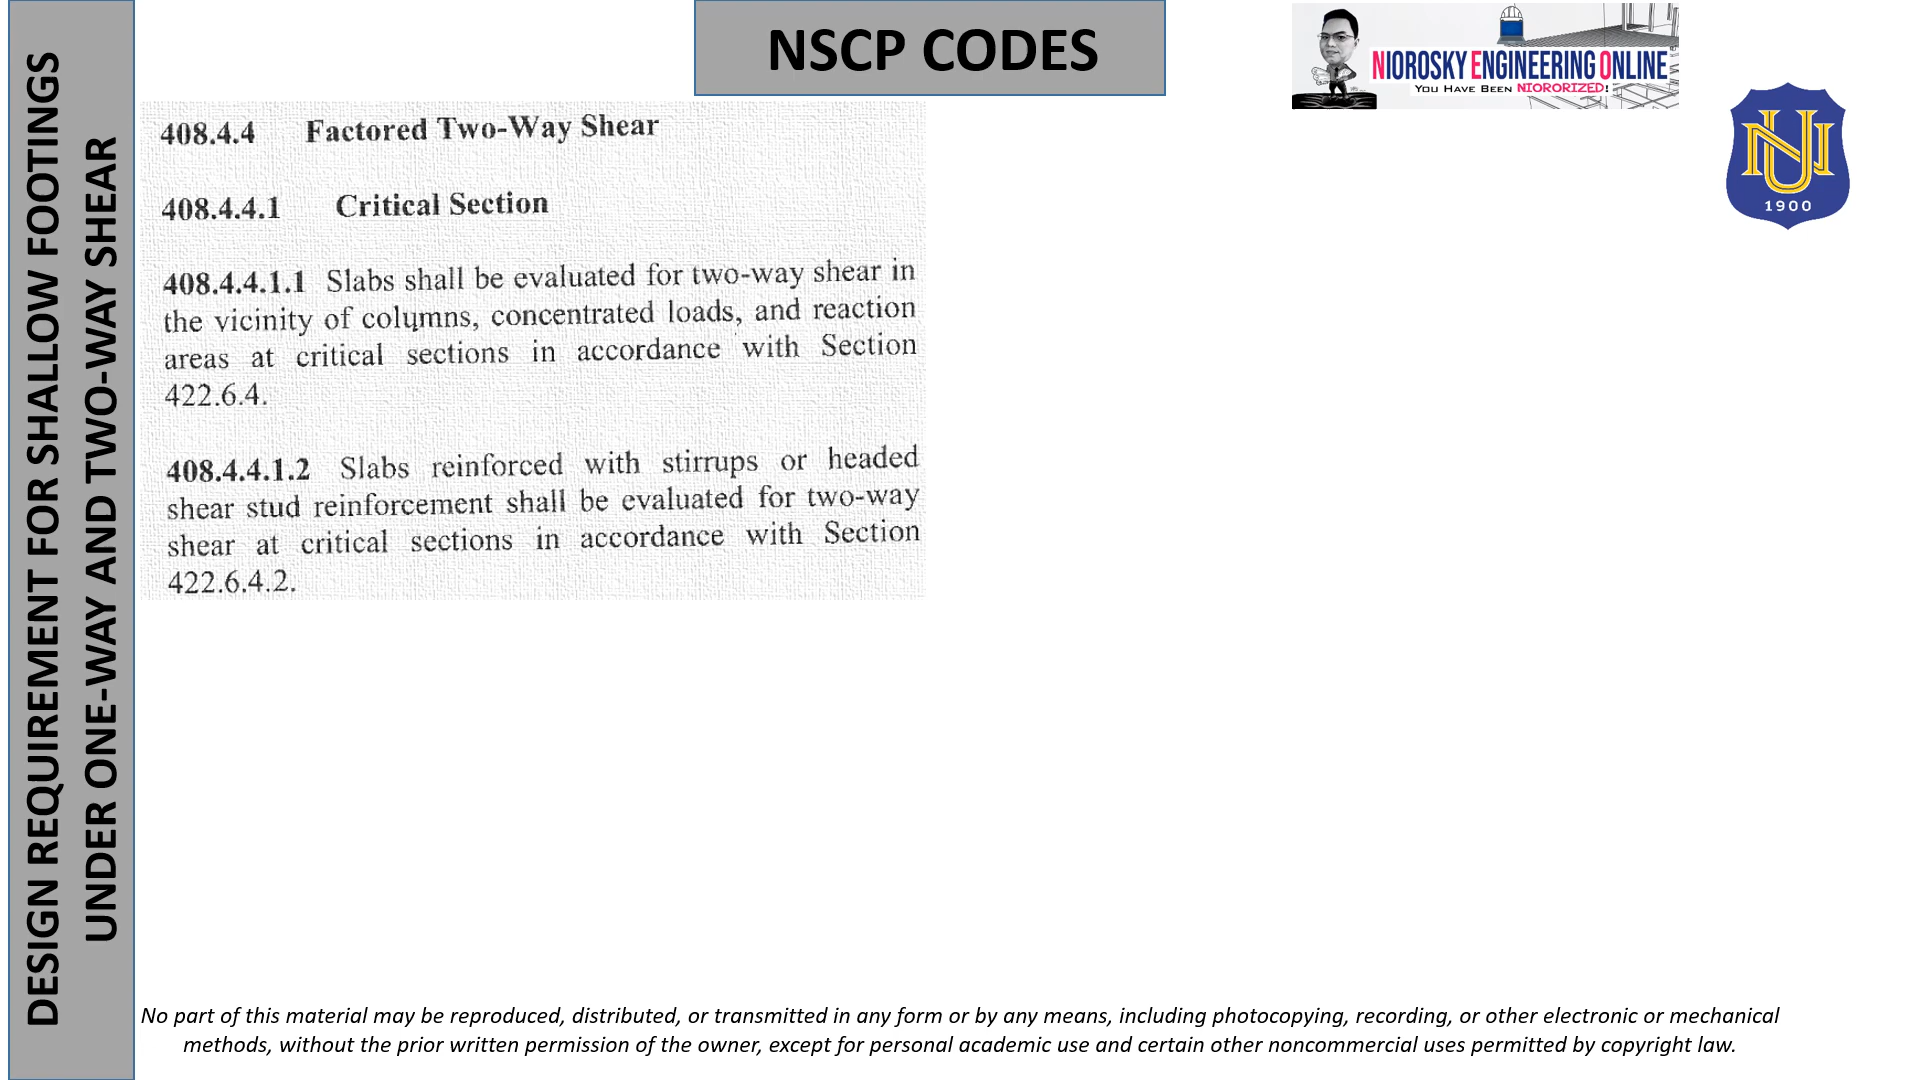 DESIGN REQUIREMENT FOR SHALLOW FOOTINGS
UNDER ONE-WAY AND TWO-WAY SHEAR
NSCP CODES
NIOROSKY ENGINEERING ONLINE
YOU HAVE BEEN NIORORIZED!
NU
1900
408.4.4 Factored Two-Way Shear
408.4.4.1 Critical Section
408.4.4.1.1 Slabs shall be evaluated for two-way shear in
the vicinity of columns, concentrated loads, and reaction
areas at critical sections in accordance with Section
422.6.4.
408.4.4.1.2 Slabs reinforced with stirrups or headed
shear stud reinforcement shall be evaluated for two-way
shear at critical sections in accordance with Section
422.6.4.2.
No part of this material may be reproduced, distributed, or transmitted in any form or by any means, including photocopying, recording, or other electronic or mechanical
methods, without the prior written permission of the owner, except for personal academic use and certain other noncommercial uses permitted by copyright law.